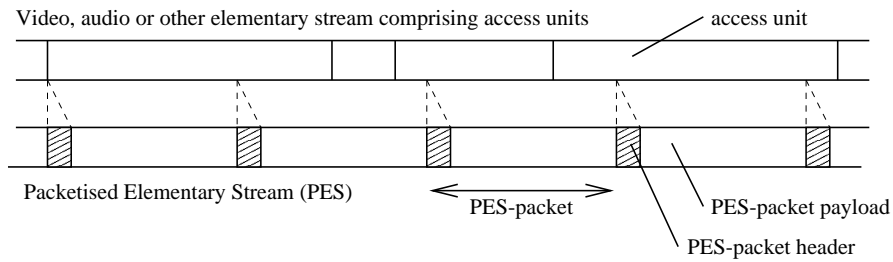 Video, audio or other elementary stream comprising access units
access unit
Packetised Elementary Stream (PES)
PES-packet
PES-packet payload
PES-packet header